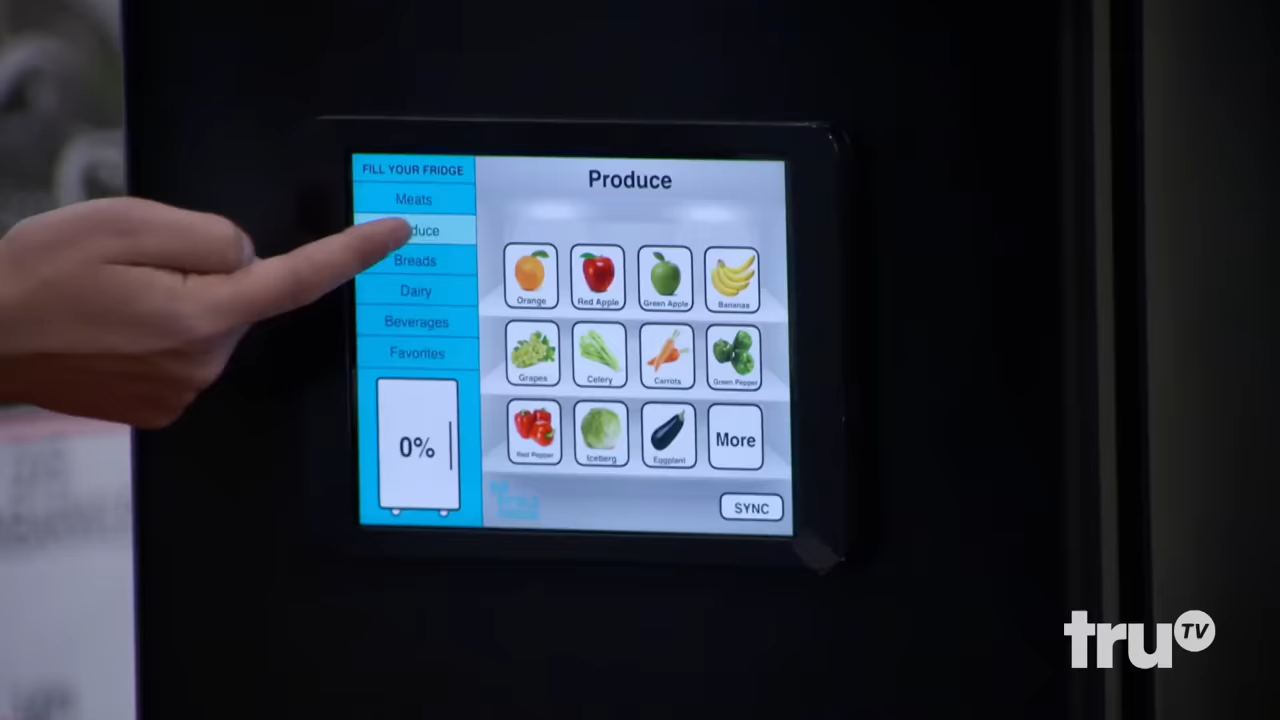 FILL YOUR FRIDGE
Meats
duce
Breads
Dairy
Beverages
Favorites
0%
Produce
Orange
Red Apple
Green Apple
Bananas
Grapes
Celery
Carrots
Green Pepper
Red Pepper
Iceberg
Eggplant
More
SYNC
truTV